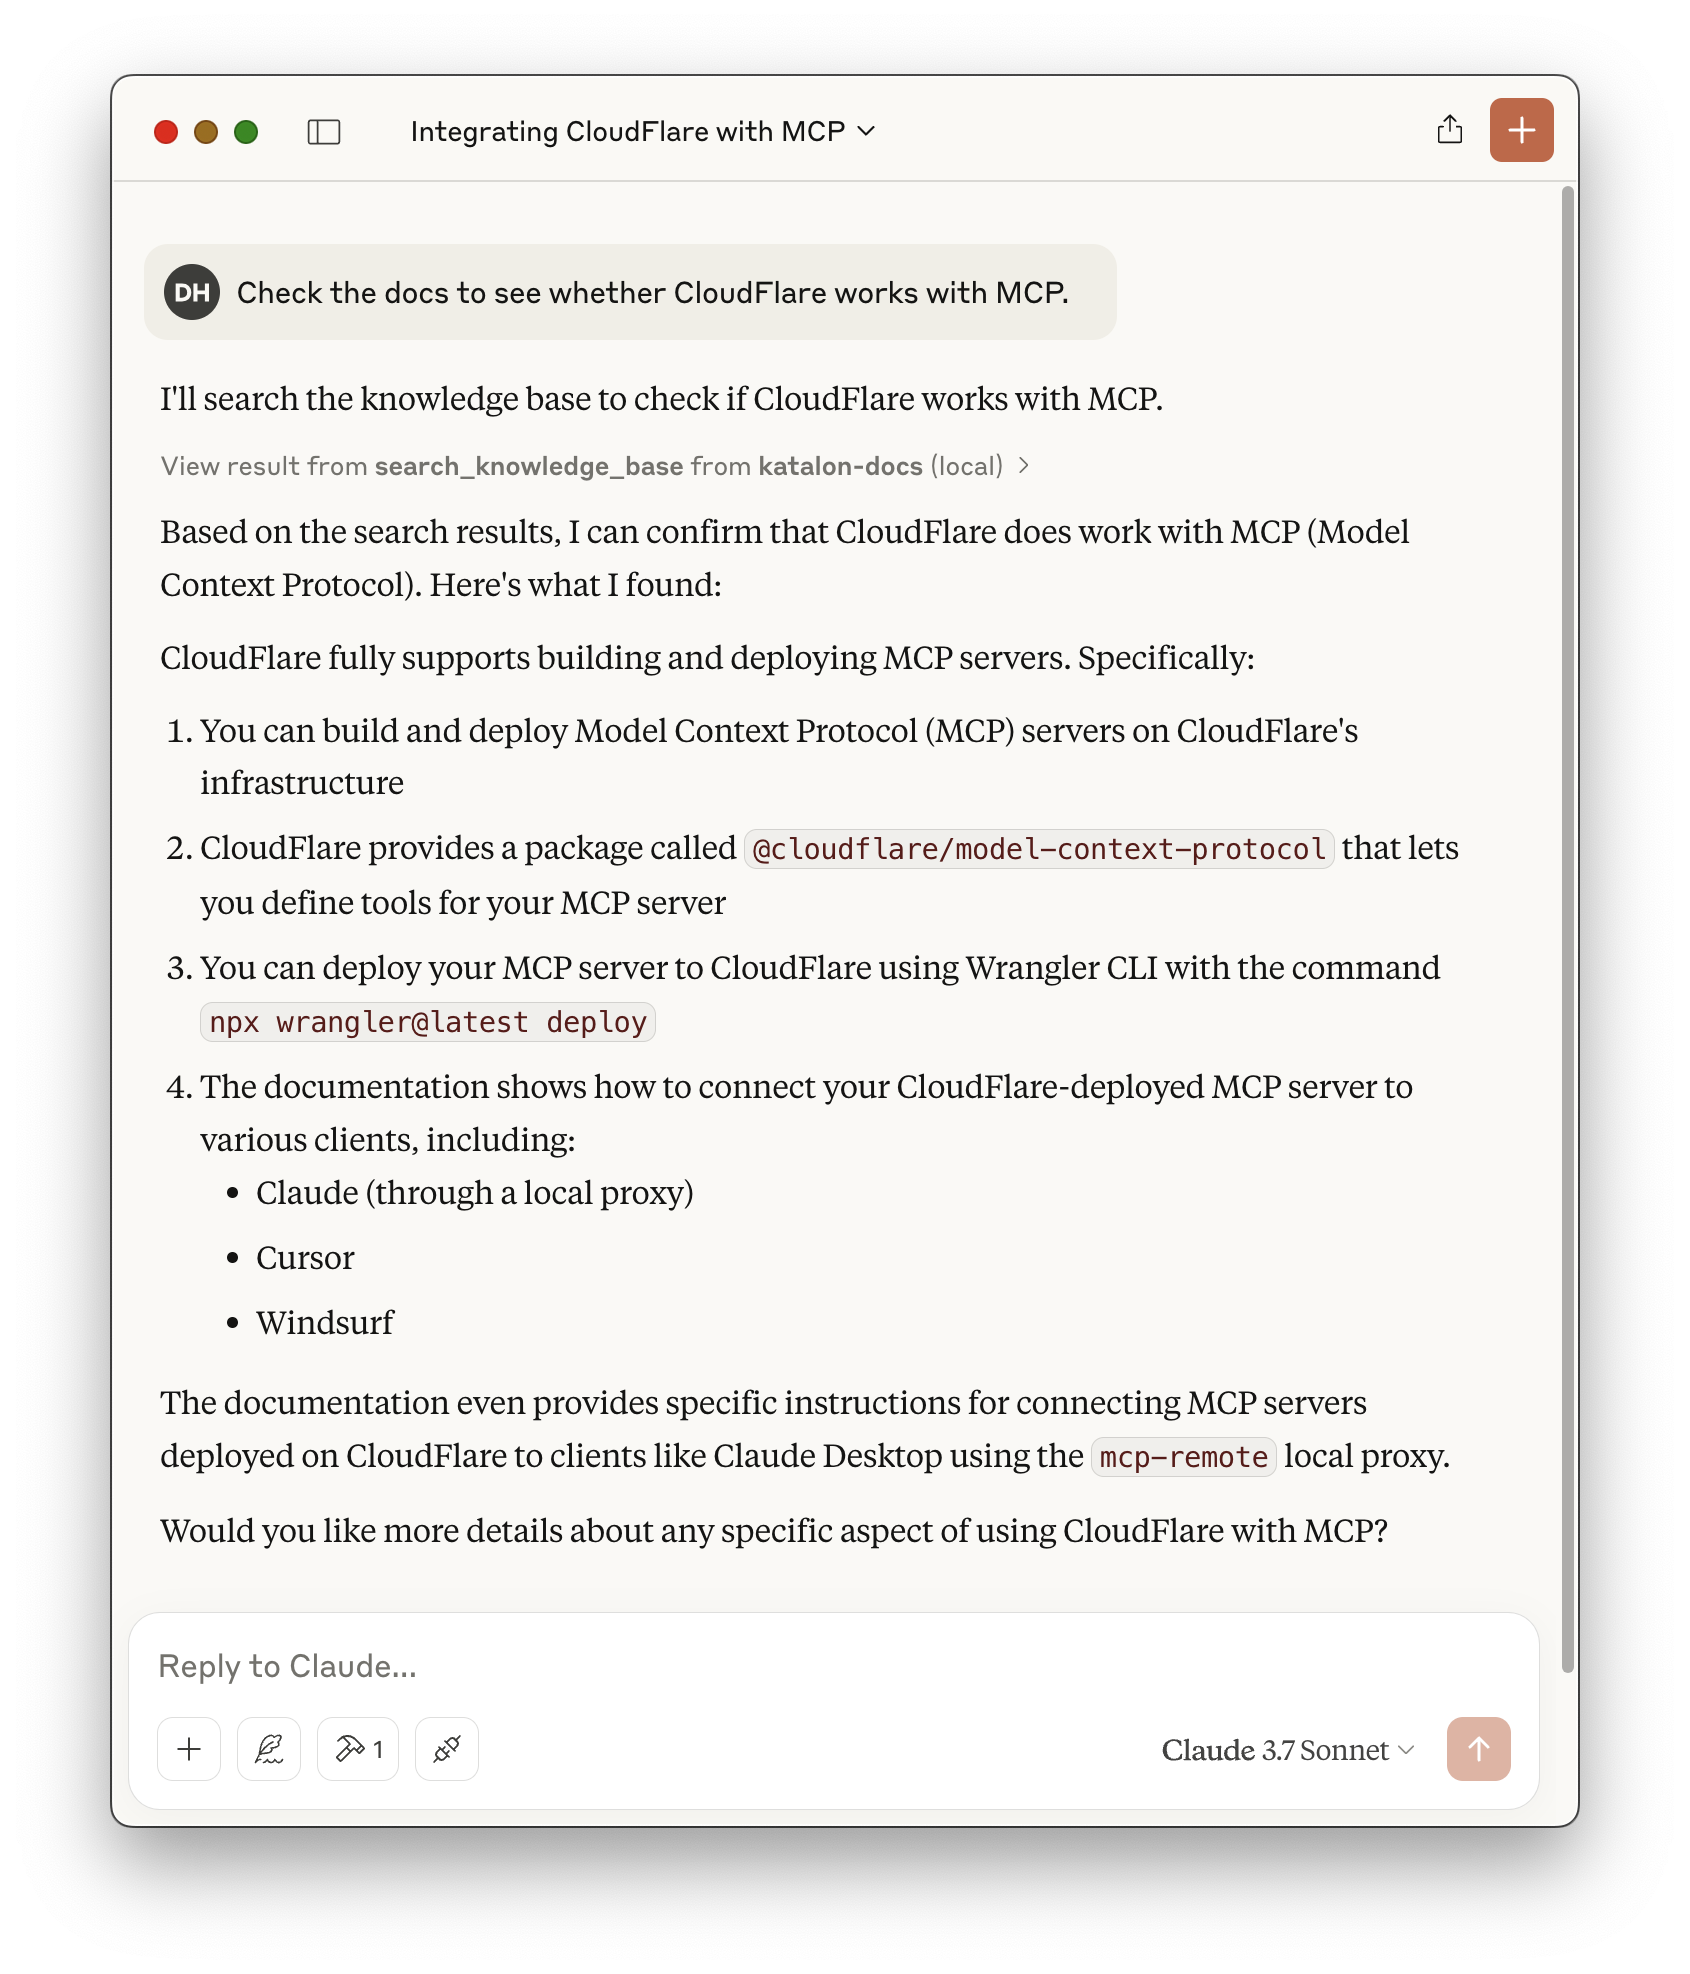 Integrating CloudFlare with MCP
DH
Check the docs to see whether CloudFlare works with MCP.
I'll search the knowledge base to check if CloudFlare works with MCP.
View result from search_knowledge_base from katalon-docs (local)
Based on the search results, I can confirm that CloudFlare does work with MCP (Model
Context Protocol). Here's what I found:
CloudFlare fully supports building and deploying MCP servers. Specifically:
1. You can build and deploy Model Context Protocol (MCP) servers on CloudFlare's
infrastructure
2. CloudFlare provides a package called @cloudflare/model-context-protocol that lets
you define tools for your MCP server
3. You can deploy your MCP server to CloudFlare using Wrangler CLI with the command
npx wrangler@latest deploy
4. The documentation shows how to connect your CloudFlare-deployed MCP server to
various clients, including:
• Claude (through a local proxy)
• Cursor
• Windsurf
The documentation even provides specific instructions for connecting MCP servers
deployed on CloudFlare to clients like Claude Desktop using the mcp-remote local proxy.
Would you like more details about any specific aspect of using CloudFlare with MCP?
Reply to Claude...
1
Claude 3.7 Sonnet